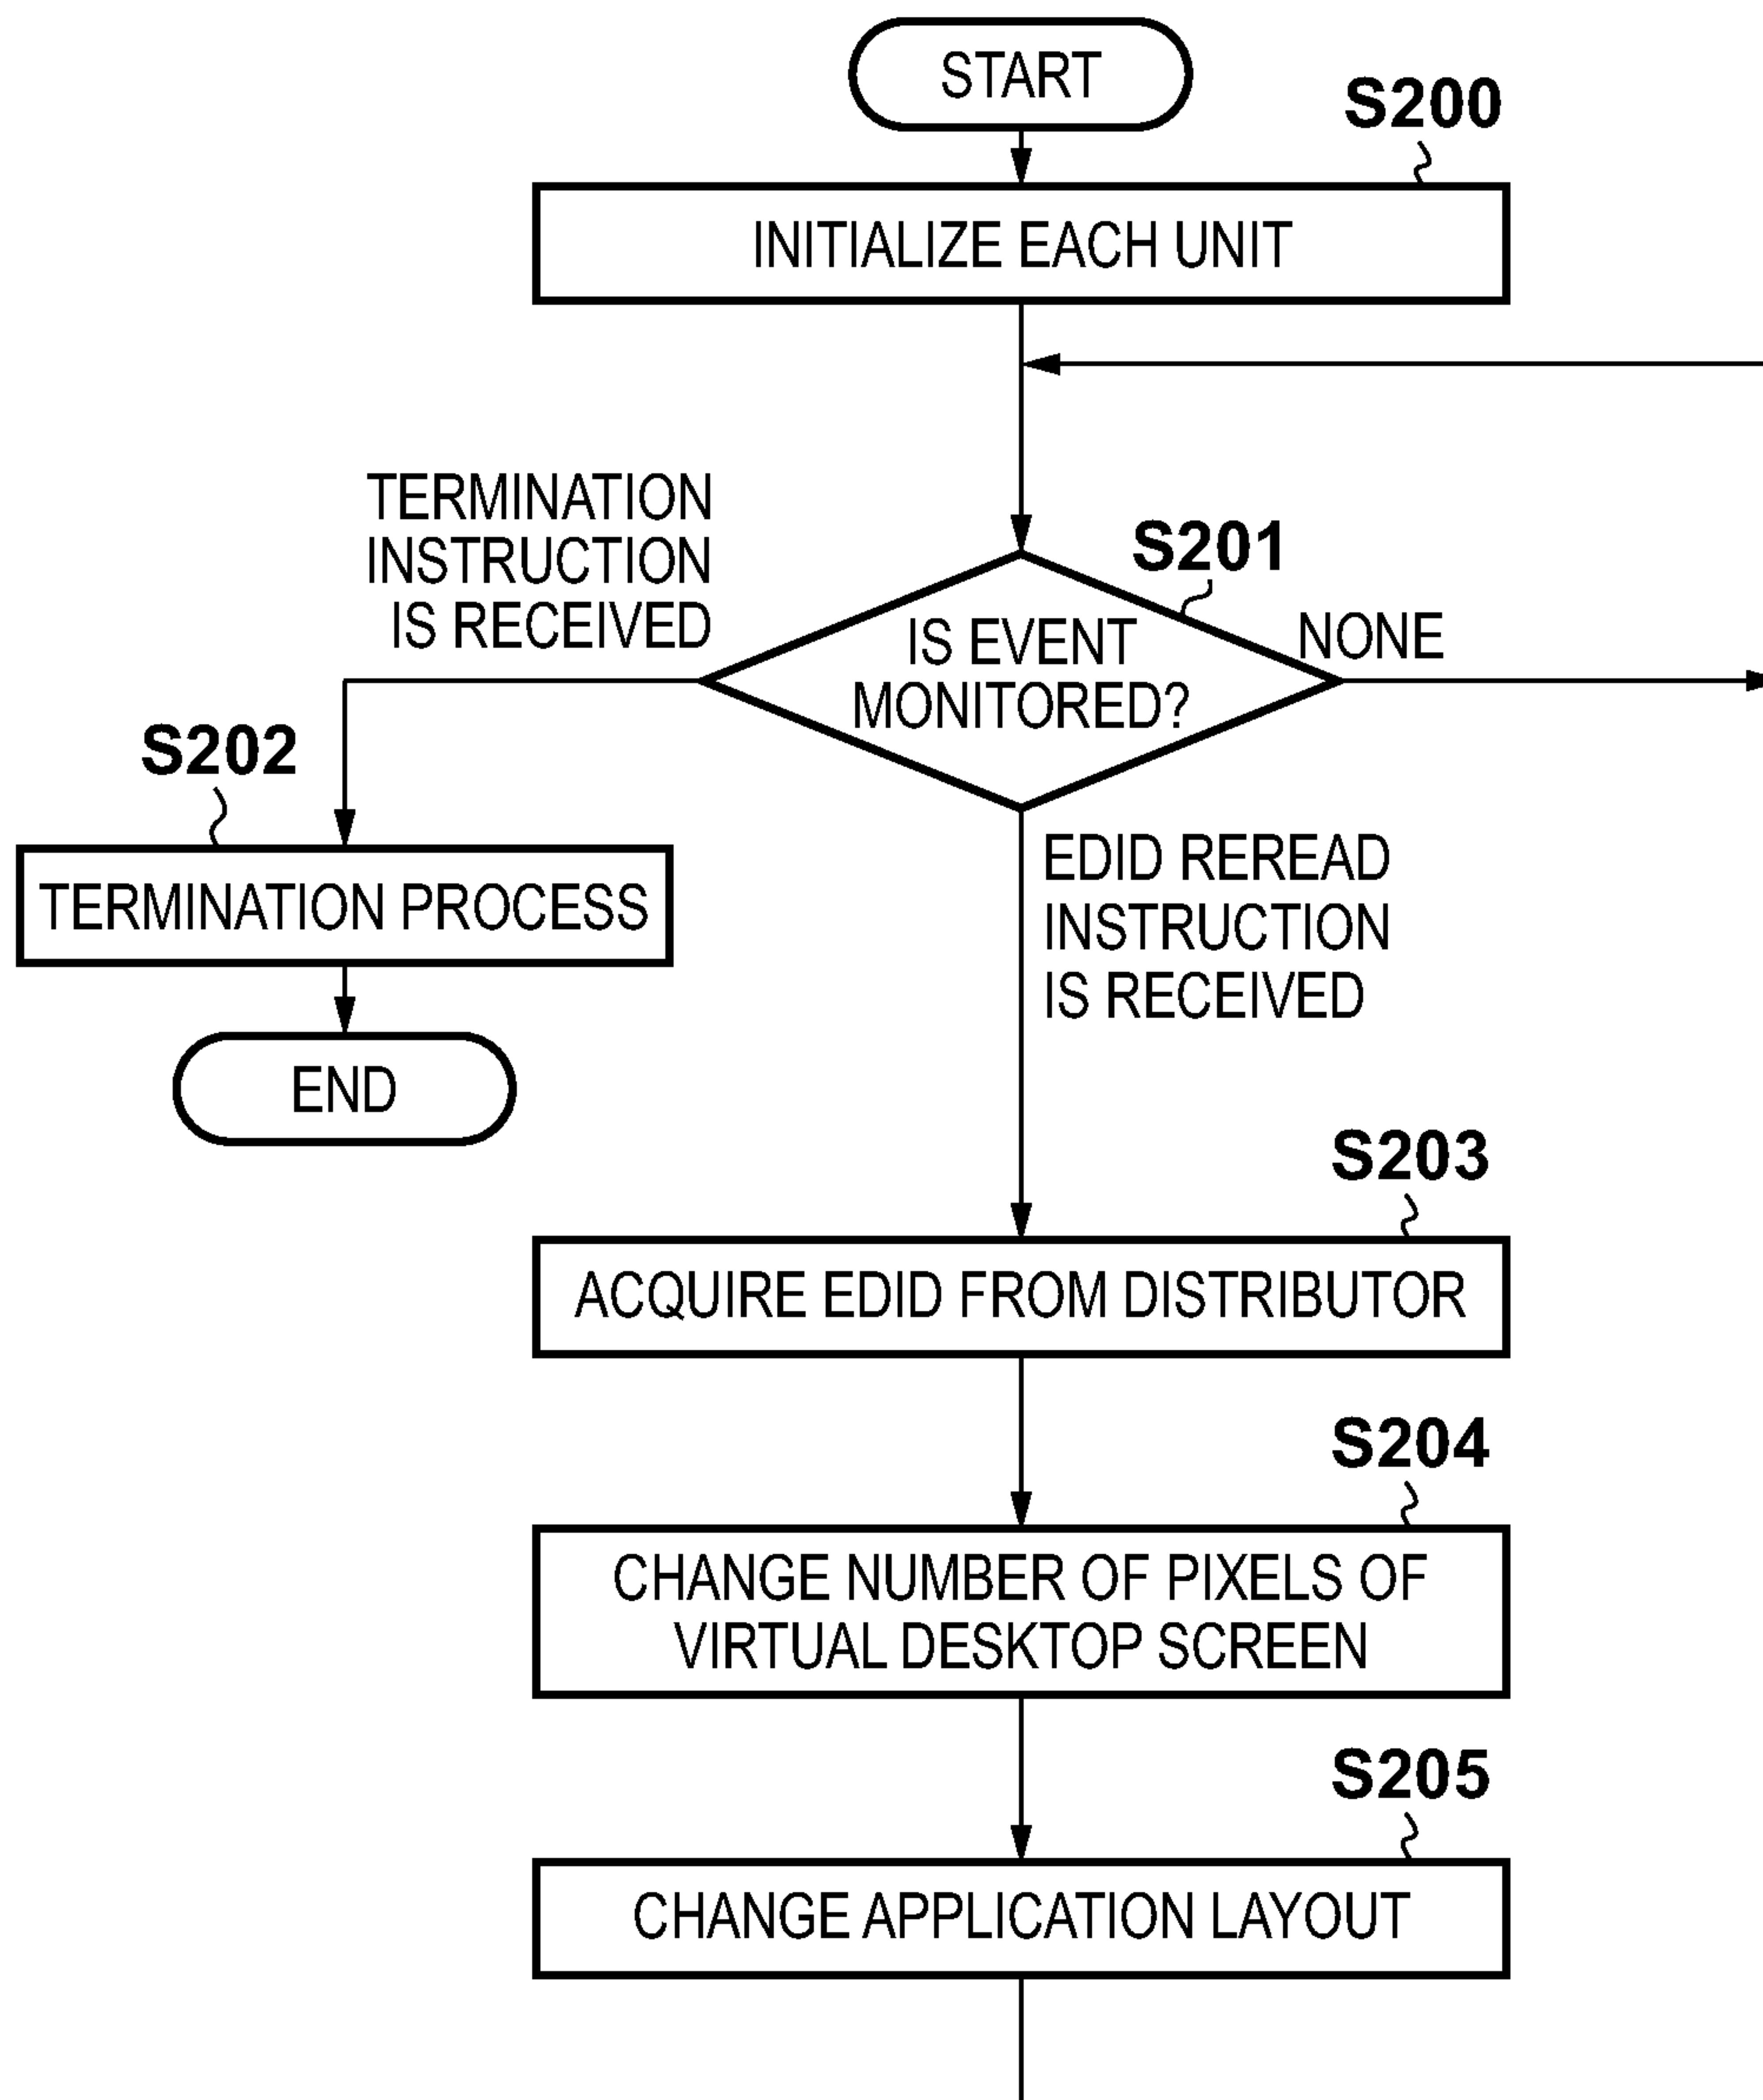 START
S200
INITIALIZE EACH UNIT
TERMINATION
INSTRUCTION
IS RECEIVED
S201
IS EVENT
MONITORED?
NONE
S202
TERMINATION PROCESS
END
EDID REREAD
INSTRUCTION
IS RECEIVED
S203
ACQUIRE EDID FROM DISTRIBUTOR
S204
CHANGE NUMBER OF PIXELS OF
VIRTUAL DESKTOP SCREEN
S205
CHANGE APPLICATION LAYOUT